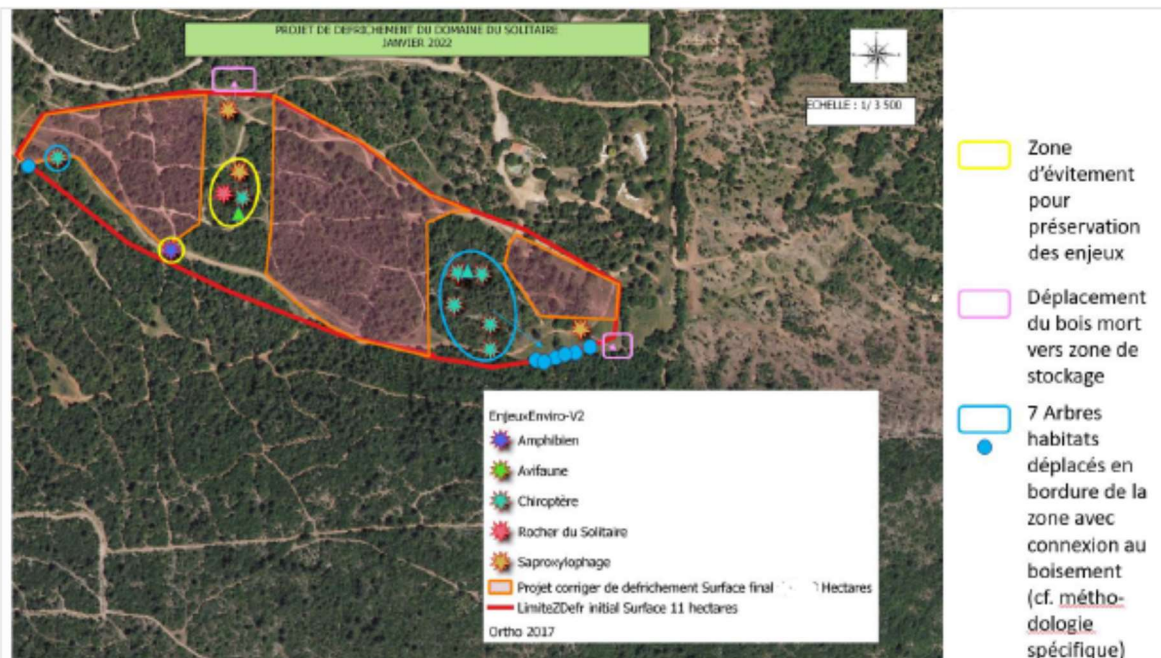 PROJET DE DEFRICHEMENT DU DOMAINE DU SOLITAIRE
JANVIER 2022
ECHELLE : 1/ 3 500
EnjeuxEnviro-V2
Amphibien
Avifaune
Chiroptère
Rocher du Solitaire
Saproxylophage
Projet corriger de defrichement Surface final Hectares
LimiteZDefr initial Surface 11 hectares
Ortho 2017
Zone
d'évitement
pour
préservation
des enjeux
Déplacement
du bois mort
vers zone de
stockage
7 Arbres
habitats
déplacés en
bordure de la
zone avec
connexion au
boisement
(cf. métho-
dologie
spécifique)